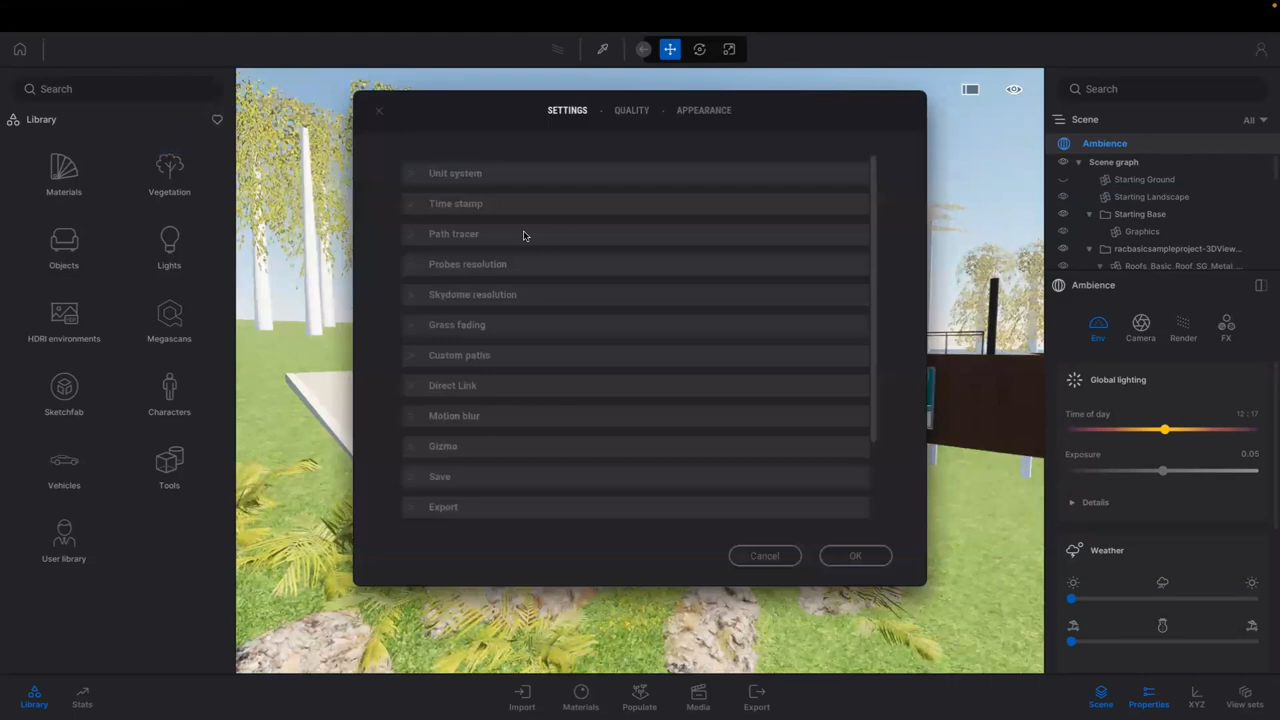 SETTINGS · QUALITY · APPEARANCE
Search
Library
Materials
Vegetation
Objects
Lights
HDRI environments
Megascans
Sketchfab
Characters
Vehicles
Tools
User library
Unit system
Time stamp
Path tracer
Probes resolution
Skydome resolution
Grass fading
Custom paths
Direct Link
Motion blur
Gizmo
Save
Export
Cancel
OK
Search
Scene
All
Ambience
Scene graph
Starting Ground
Starting Landscape
Starting Base
Graphics
racbasicsampleproject-3DView...
Roofs_Basic_Roof_SG_Metal_...
Ambience
Env
Camera
Render
FX
Global lighting
Time of day 12 : 17
Exposure 0.05
Details
Weather
Library
Stats
Import
Materials
Populate
Media
Export
Scene
Properties
XYZ
View sets